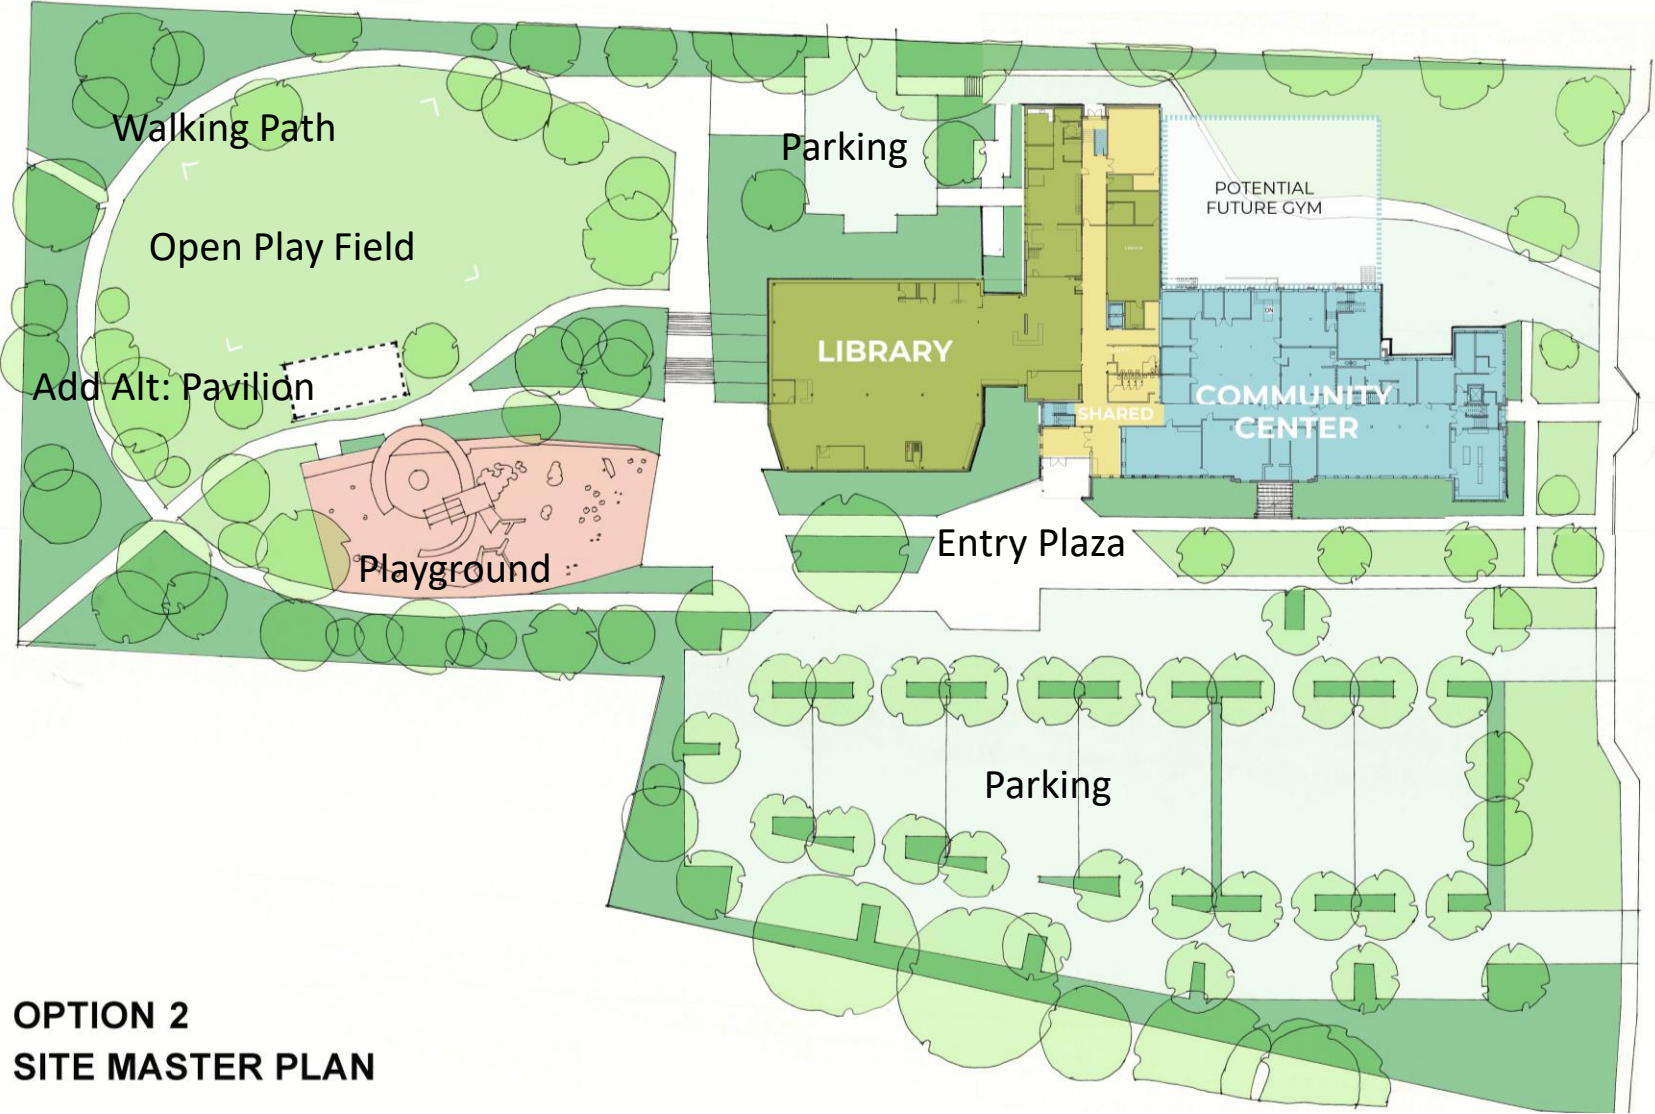 Walking Path
Parking
POTENTIAL
FUTURE GYM
Open Play Field
DN
LIBRARY
Add Alt: Pavilion
COMMUNITY
CENTER
SHARED
Entry Plaza
Playground
Parking
OPTION 2
SITE MASTER PLAN